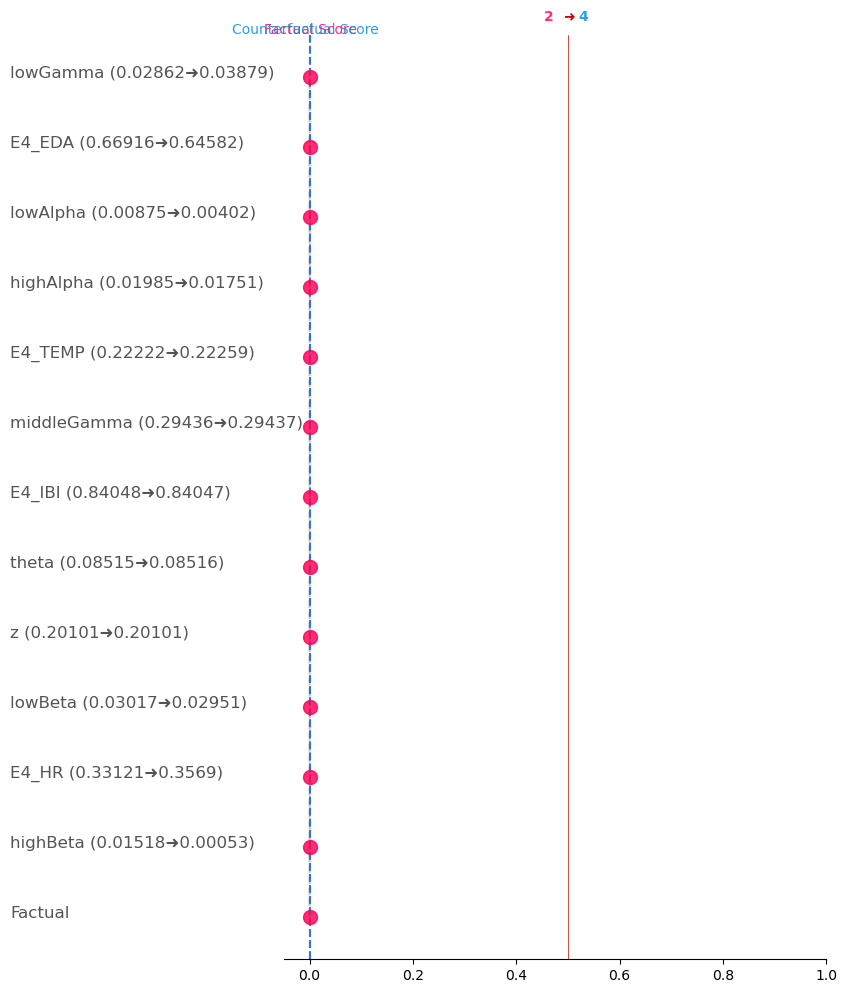 2 ➜ 4
Counterfactual Score
Factual Score
lowGamma (0.02862➜0.03879)
E4_EDA (0.66916➜0.64582)
lowAlpha (0.00875➜0.00402)
highAlpha (0.01985➜0.01751)
E4_TEMP (0.22222➜0.22259)
middleGamma (0.29436➜0.29437)
E4_IBI (0.84048➜0.84047)
theta (0.08515➜0.08516)
z (0.20101➜0.20101)
lowBeta (0.03017➜0.02951)
E4_HR (0.33121➜0.3569)
highBeta (0.01518➜0.00053)
Factual
0.0 0.2 0.4 0.6 0.8 1.0